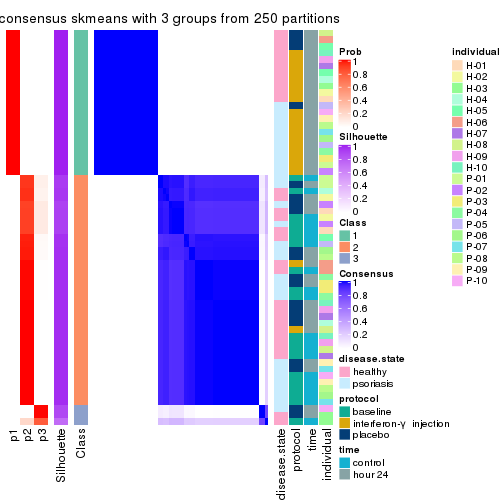 consensus skmeans with 3 groups from 250 partitions
Prob
1
0.8
0.6
0.4
0.2
0
Silhouette
1
0.8
0.6
0.4
0.2
0
Class
1
2
3
Consensus
1
0.8
0.6
0.4
0.2
0
disease.state
healthy
psoriasis
protocol
baseline
interferon-γ injection
placebo
time
control
hour 24
individual
H-01
H-02
H-03
H-04
H-05
H-06
H-07
H-08
H-09
H-10
P-01
P-02
P-03
P-04
P-05
P-06
P-07
P-08
P-09
P-10
p1
p2
p3
Silhouette
Class
disease.state
protocol
time
individual